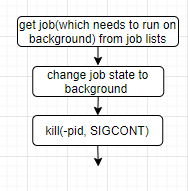 get job(which needs to run on
background) from job lists
change job state to
background
kill(-pid, SIGCONT)